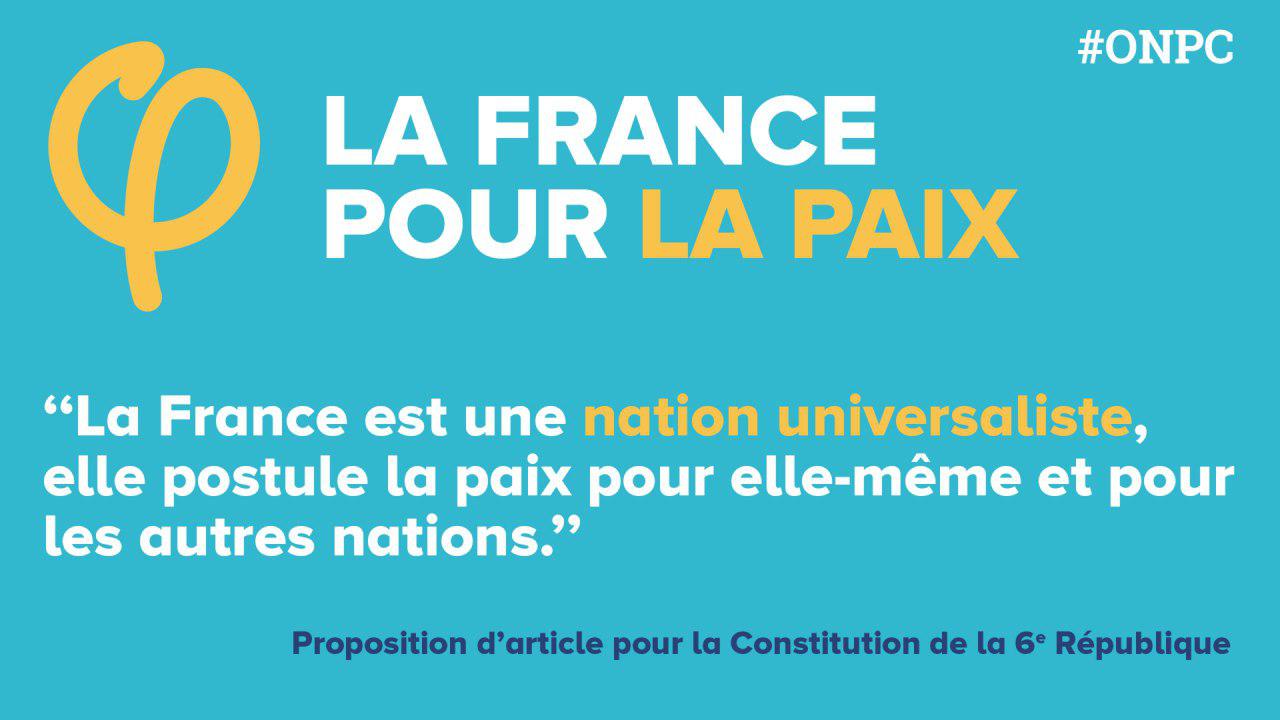 #ONPC
φ
LA FRANCE
POUR LA PAIX
“La France est une nation universaliste,
elle postule la paix pour elle-même et pour
les autres nations.”
Proposition d’article pour la Constitution de la 6e République